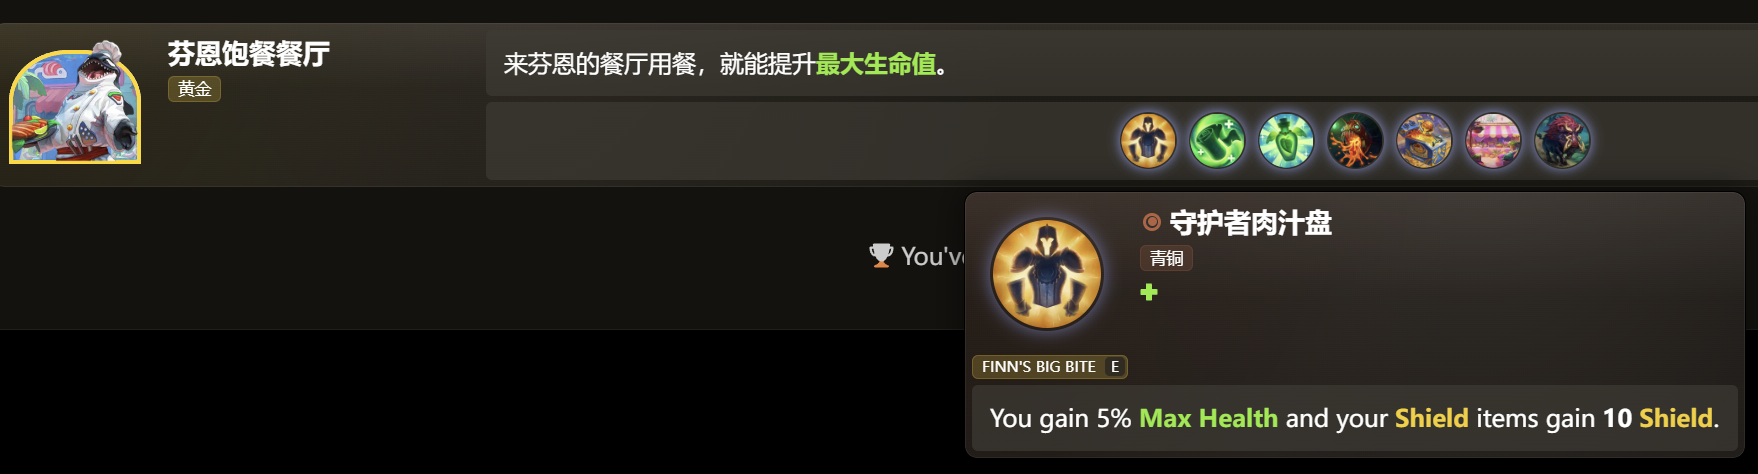 芬恩饱餐餐厅
黄金
来芬恩的餐厅用餐，就能提升最大生命值。
You've
守护者肉汁盘
青铜
FINN'S BIG BITE E
You gain 5% Max Health and your Shield items gain 10 Shield.